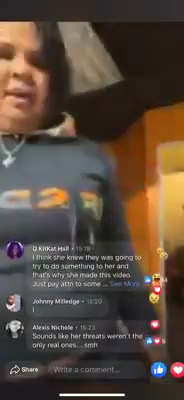 Q KitKat Hall • 15:19
I think she knew they was going to
try to do something to her and
that's why she made this video.
Just pay attn to some ... See More
Johnny Milledge • 15:20
I
Alexis Nichele • 15:23
Sounds like her threats weren't the
only real ones....smh
Share
Write a comment...